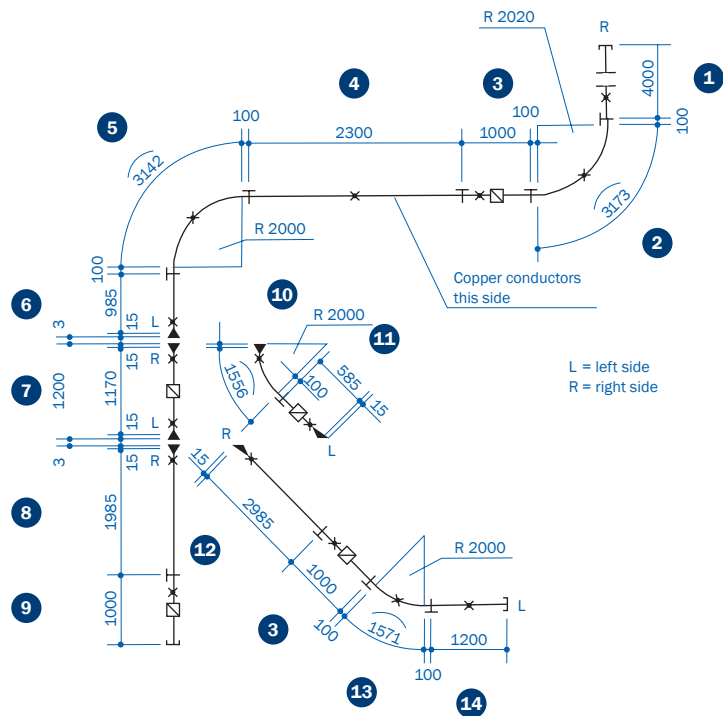 R 2020
R
1
4000
100
4
3
100
2300
1000
100
5
3142
3173
R 2000
2
Copper conductors
this side
100
985
6
3
15
L
15
R
10
R 2000
11
1556
100
585
15
L = left side
R = right side
7
1200
1170
15
L
3
15
R
R
L
15
8
1985
12
2985
R 2000
9
1000
1000
3
100
1571
L
1200
100
13
14